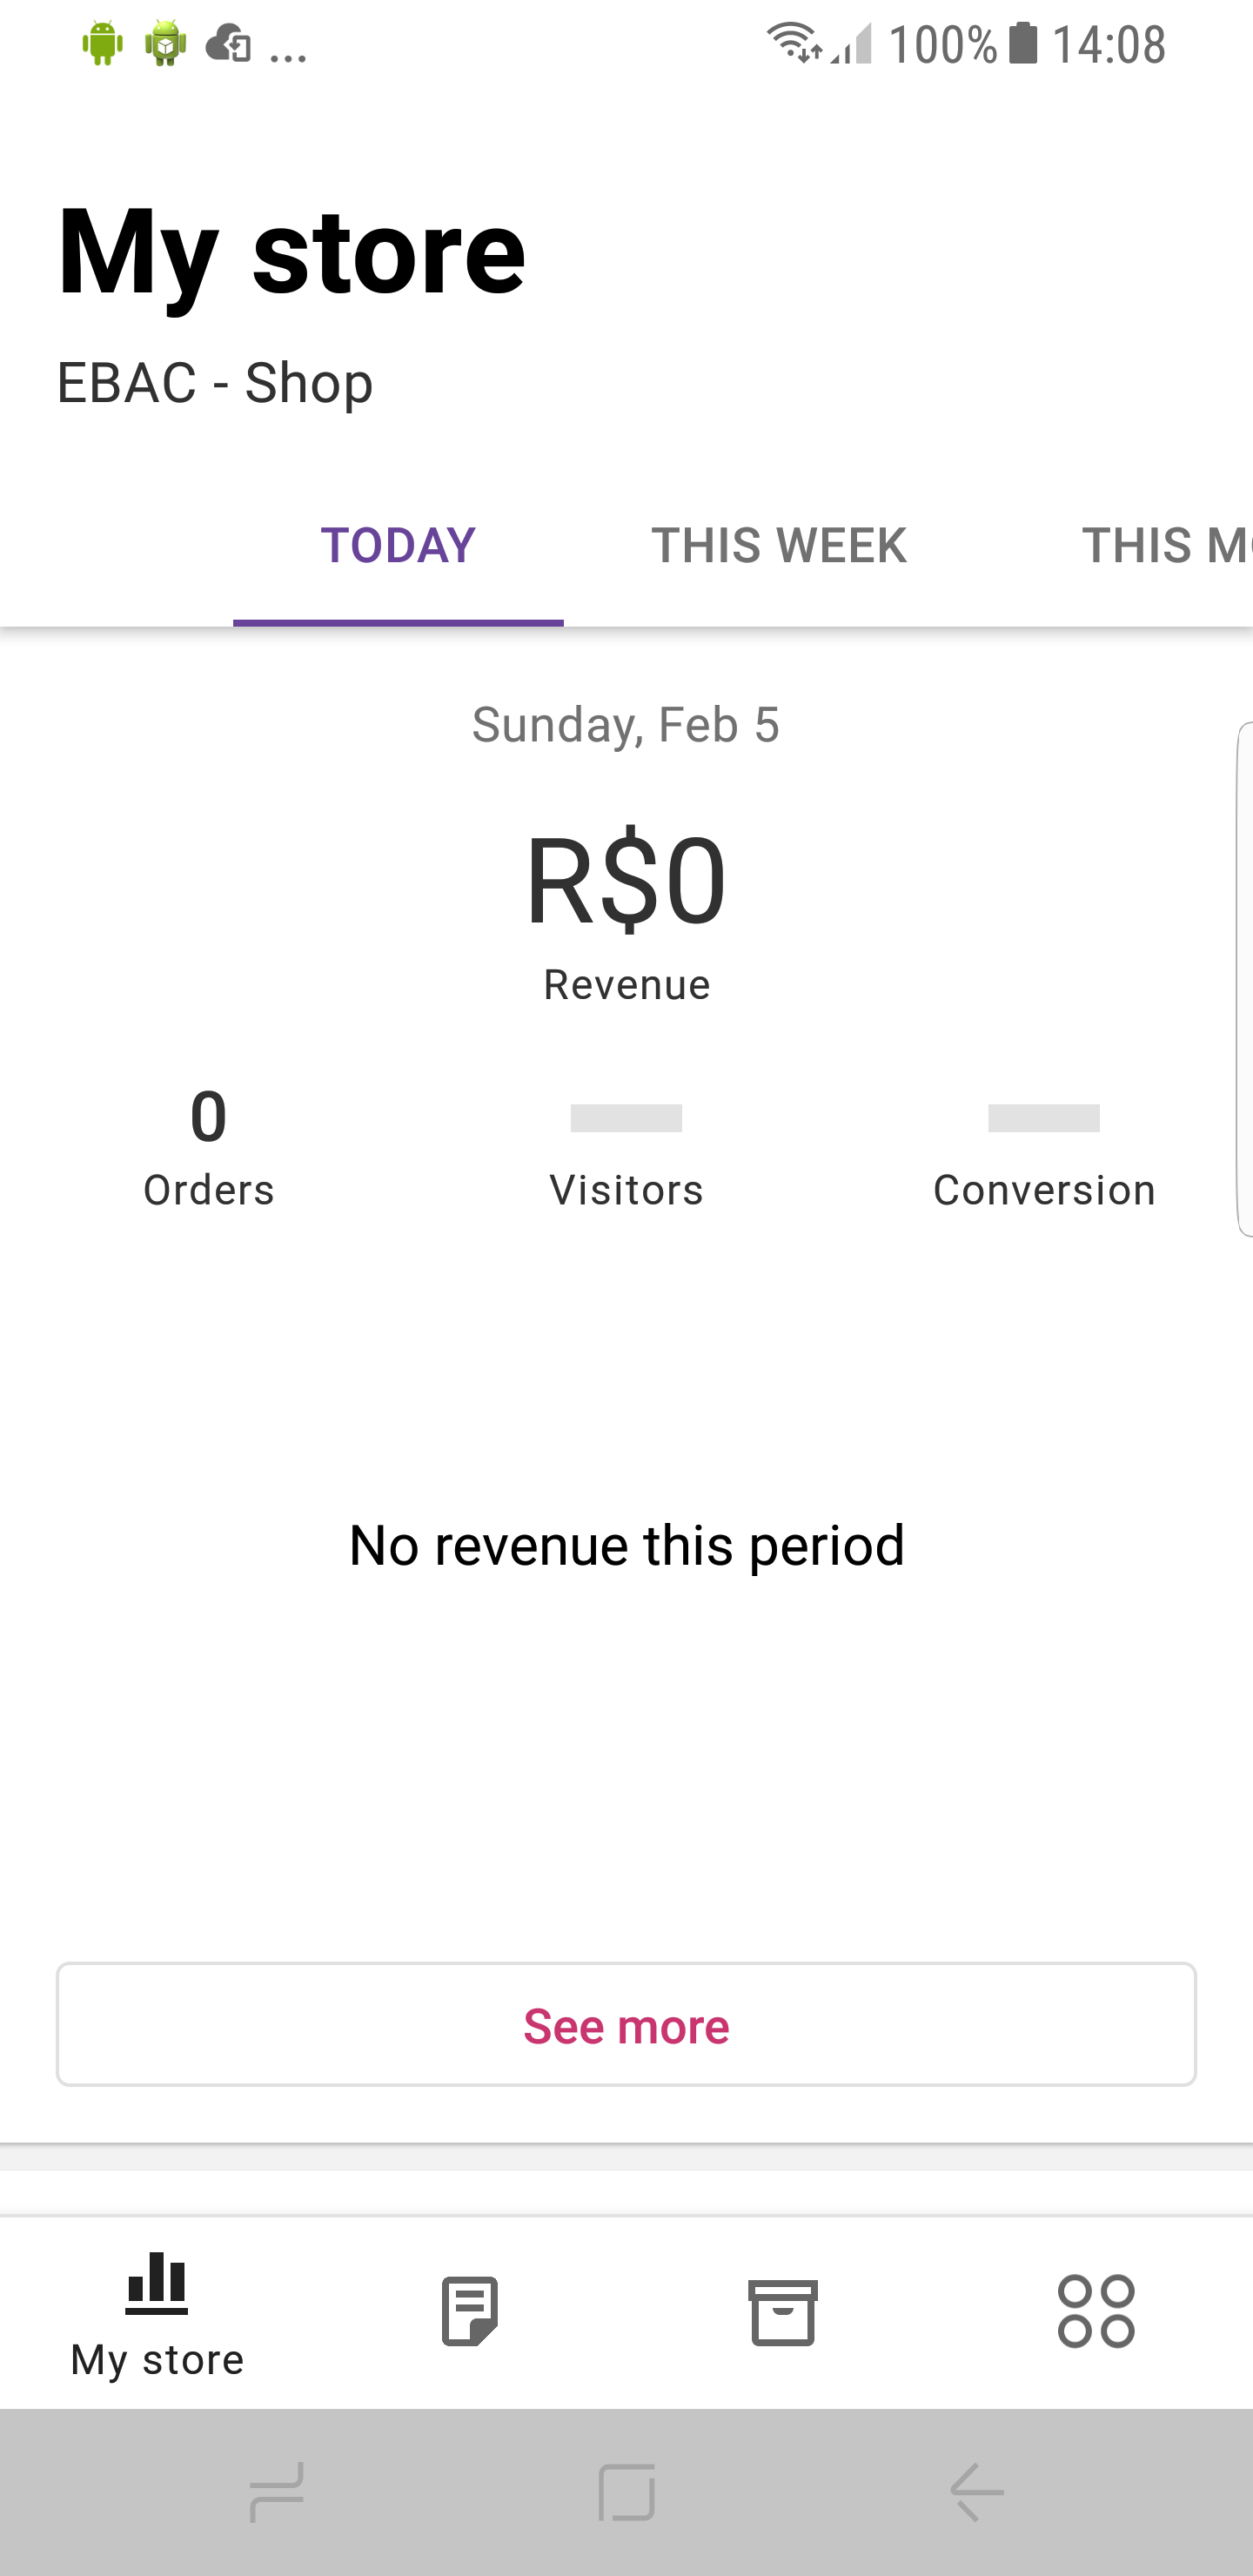 ... 100% 14:08
My store
EBAC - Shop
TODAY THIS WEEK THIS M
Sunday, Feb 5
R$0
Revenue
0
Orders Visitors Conversion
No revenue this period
See more
My store